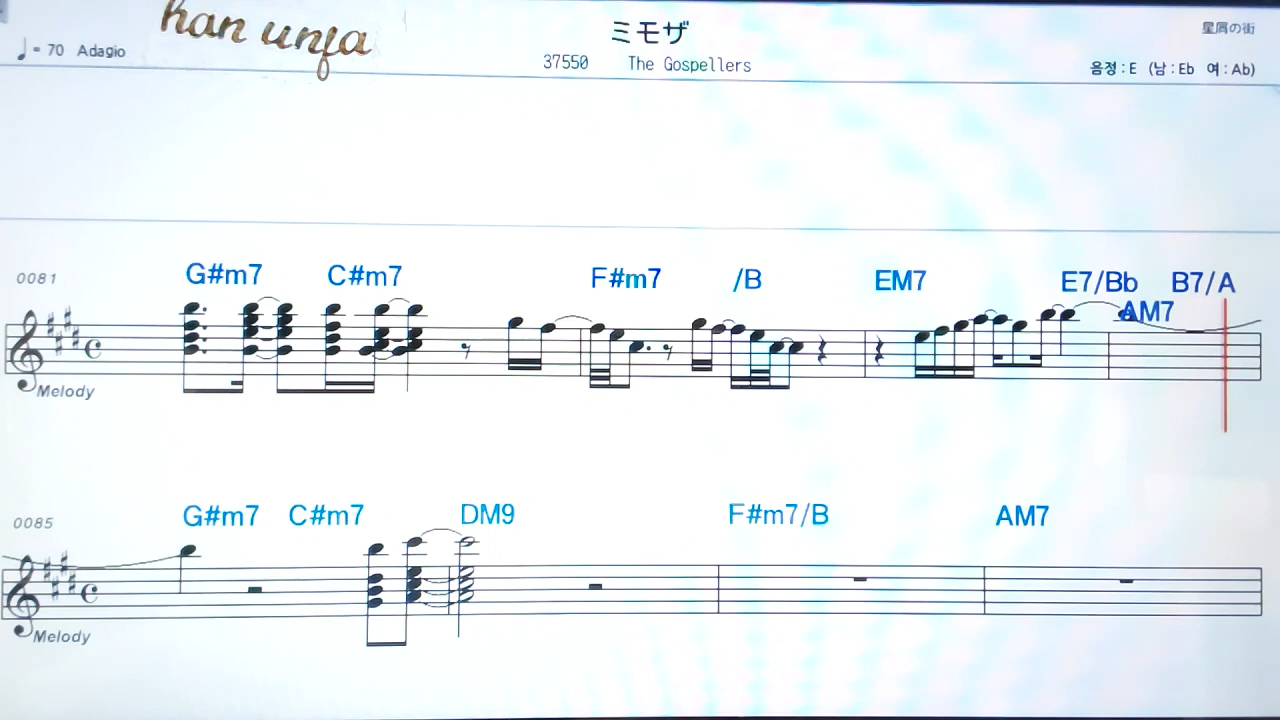 han unfa
ミモザ
星屑の街
♩= 70 Adagio
37550 The Gospellers
음정 : E (남 : Eb 여 : Ab)
0081 G#m7 C#m7 F#m7 /B EM7 E7/Bb B7/A
AM7
Melody
0085 G#m7 C#m7 DM9 F#m7/B AM7
Melody